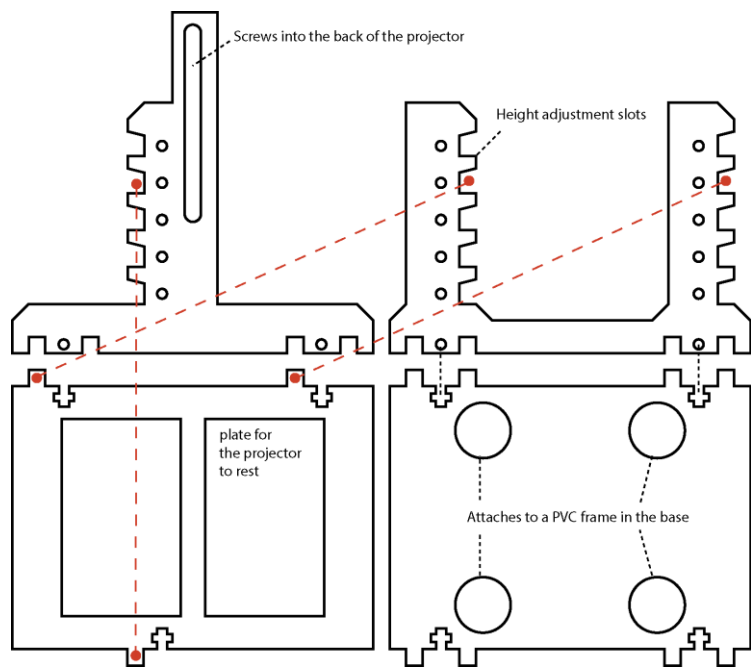 Screws into the back of the projector
Height adjustment slots
plate for
the projector
to rest
Attaches to a PVC frame in the base